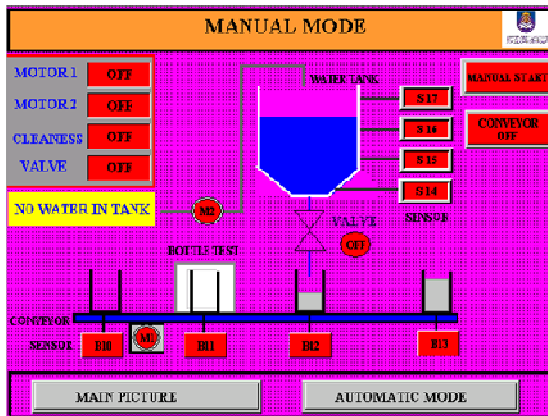 MANUAL MODE
MOTOR 1 OFF
MOTOR 2 OFF
CLEANESS OFF
VALVE OFF
WATER TANK
S17
S16
S15
S14
SENSOR
MANUAL START
CONVEYOR
OFF
NO WATER IN TANK
M2
VALVE
OFF
BOTTLE TEST
CONVEYOR
SENSOR
B10
M1
B11
B12
B13
MAIN PICTURE
AUTOMATIC MODE